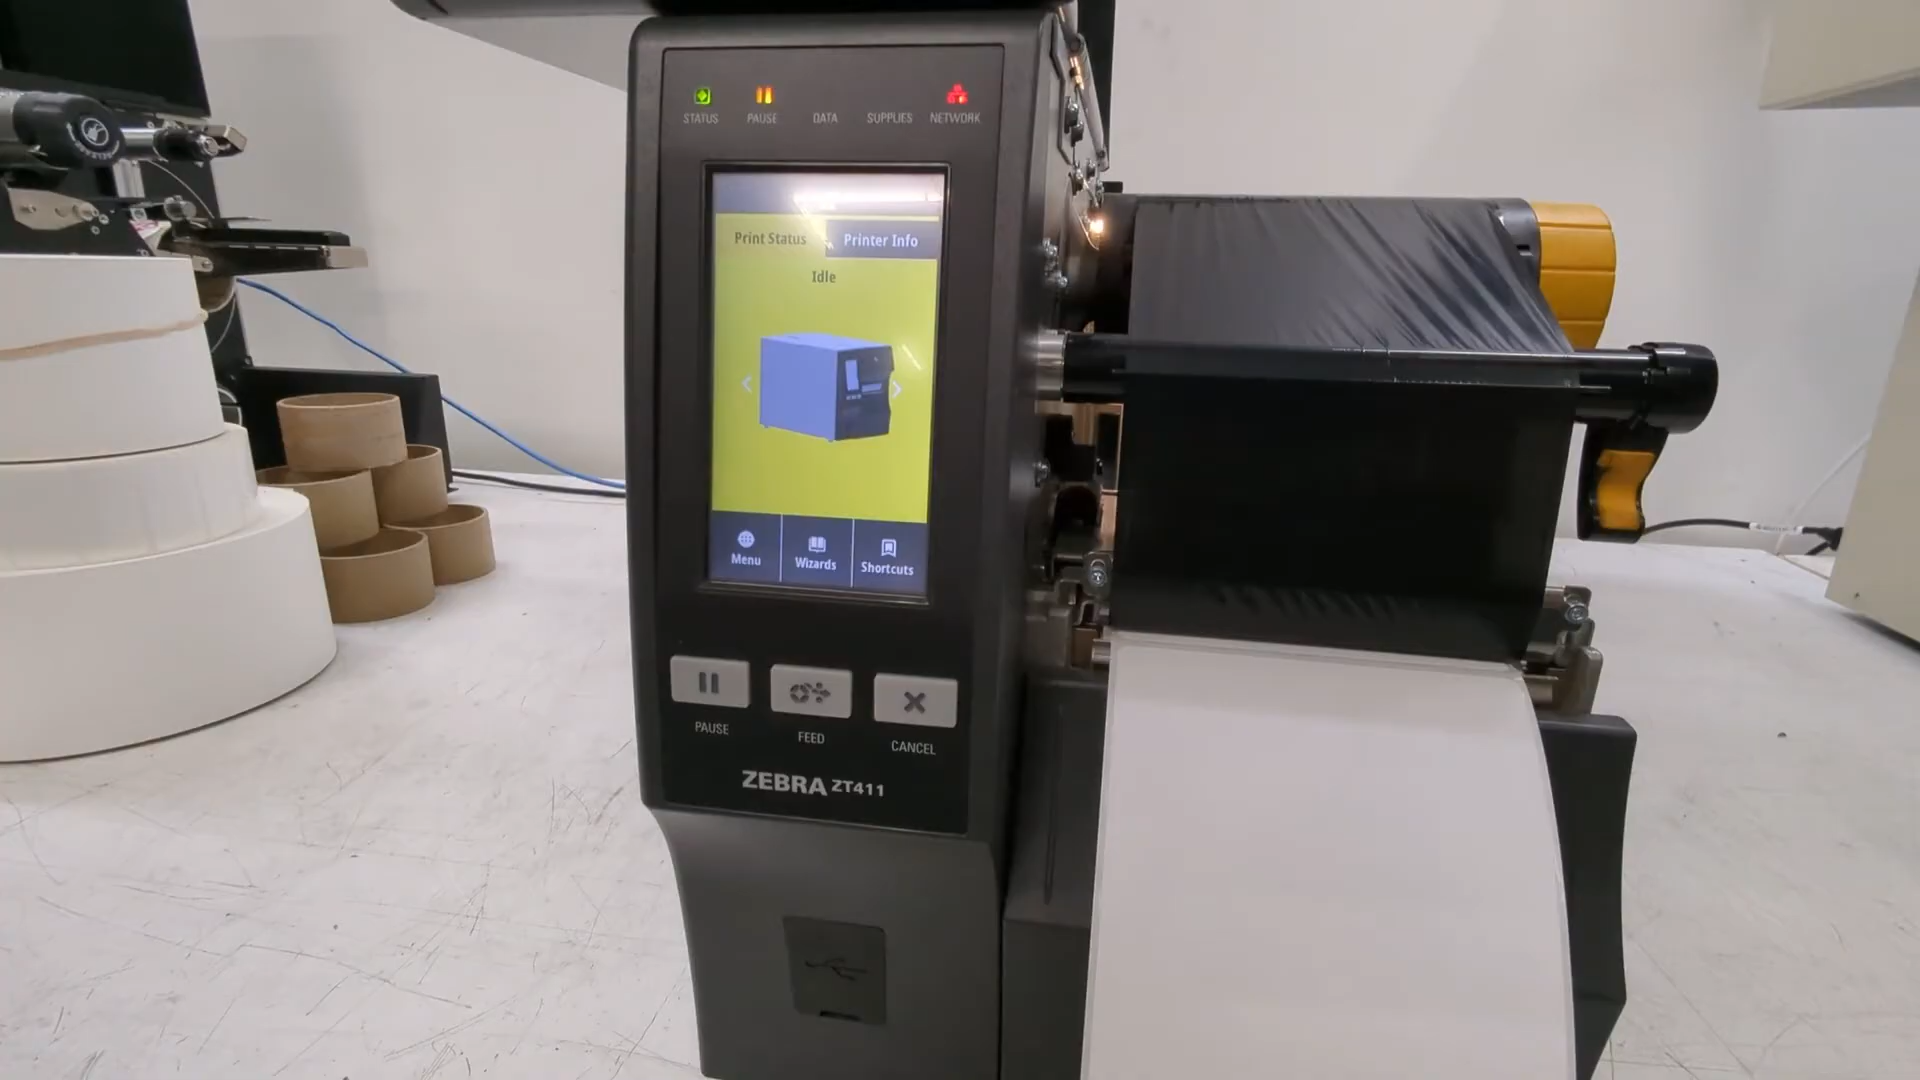 STATUS PAUSE DATA SUPPLIES NETWORK
Print Status Printer Info
Idle
Menu Wizards Shortcuts
PAUSE FEED CANCEL
ZEBRA ZT411